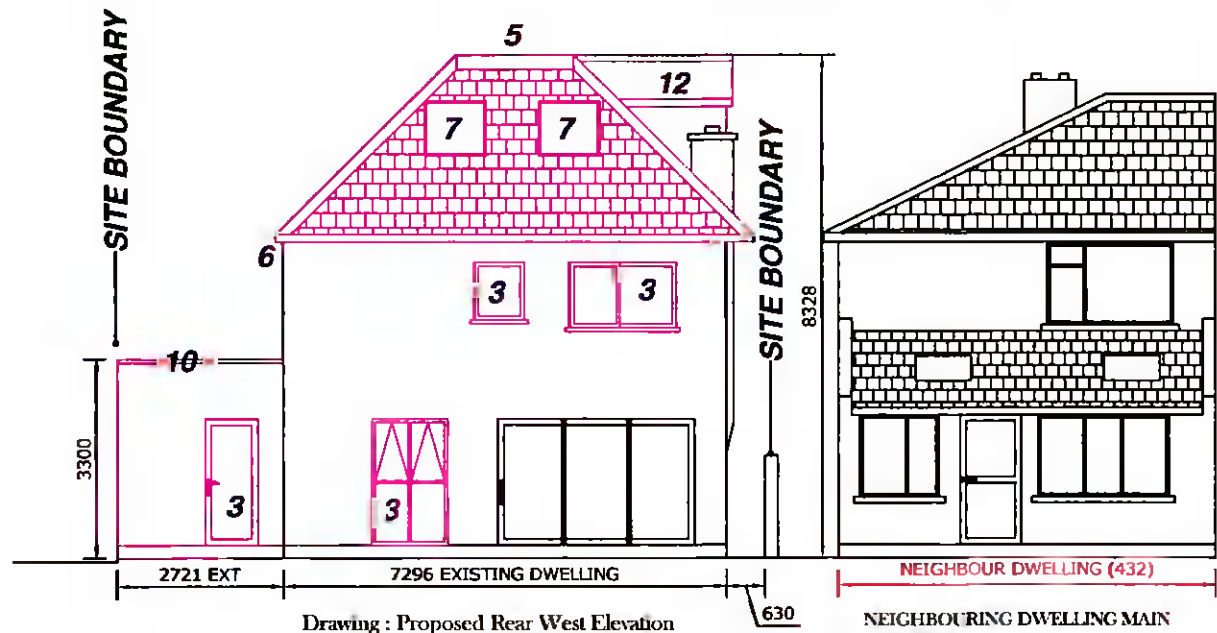 5
12
SITE BOUNDARY
7
7
SITE BOUNDARY
6
3
3
8328
10
3300
3
3
2721 EXT
7296 EXISTING DWELLING
630
NEIGHBOUR DWELLING (432)
Drawing : Proposed Rear West Elevation
NEIGHBOURING DWELLING MAIN